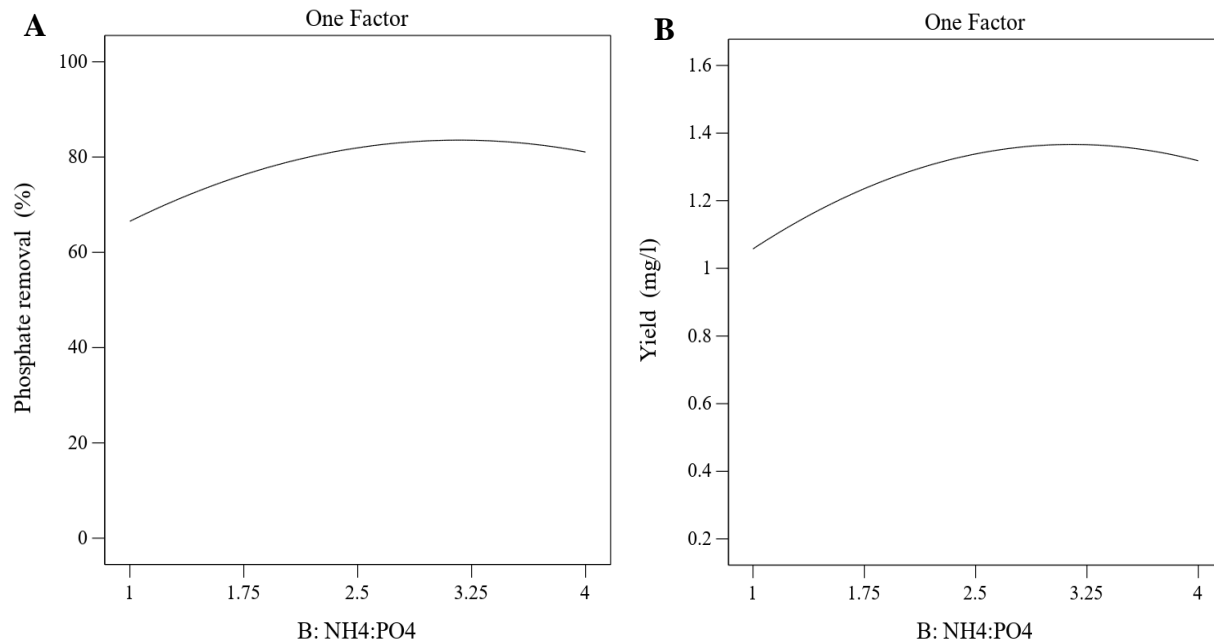 A
One Factor
Phosphate removal (%)
100
80
60
40
20
0
1 1.75 2.5 3.25 4
B: NH4:PO4
B
One Factor
Yield (mg/l)
1.6
1.4
1.2
1
0.8
0.6
0.4
0.2
1 1.75 2.5 3.25 4
B: NH4:PO4